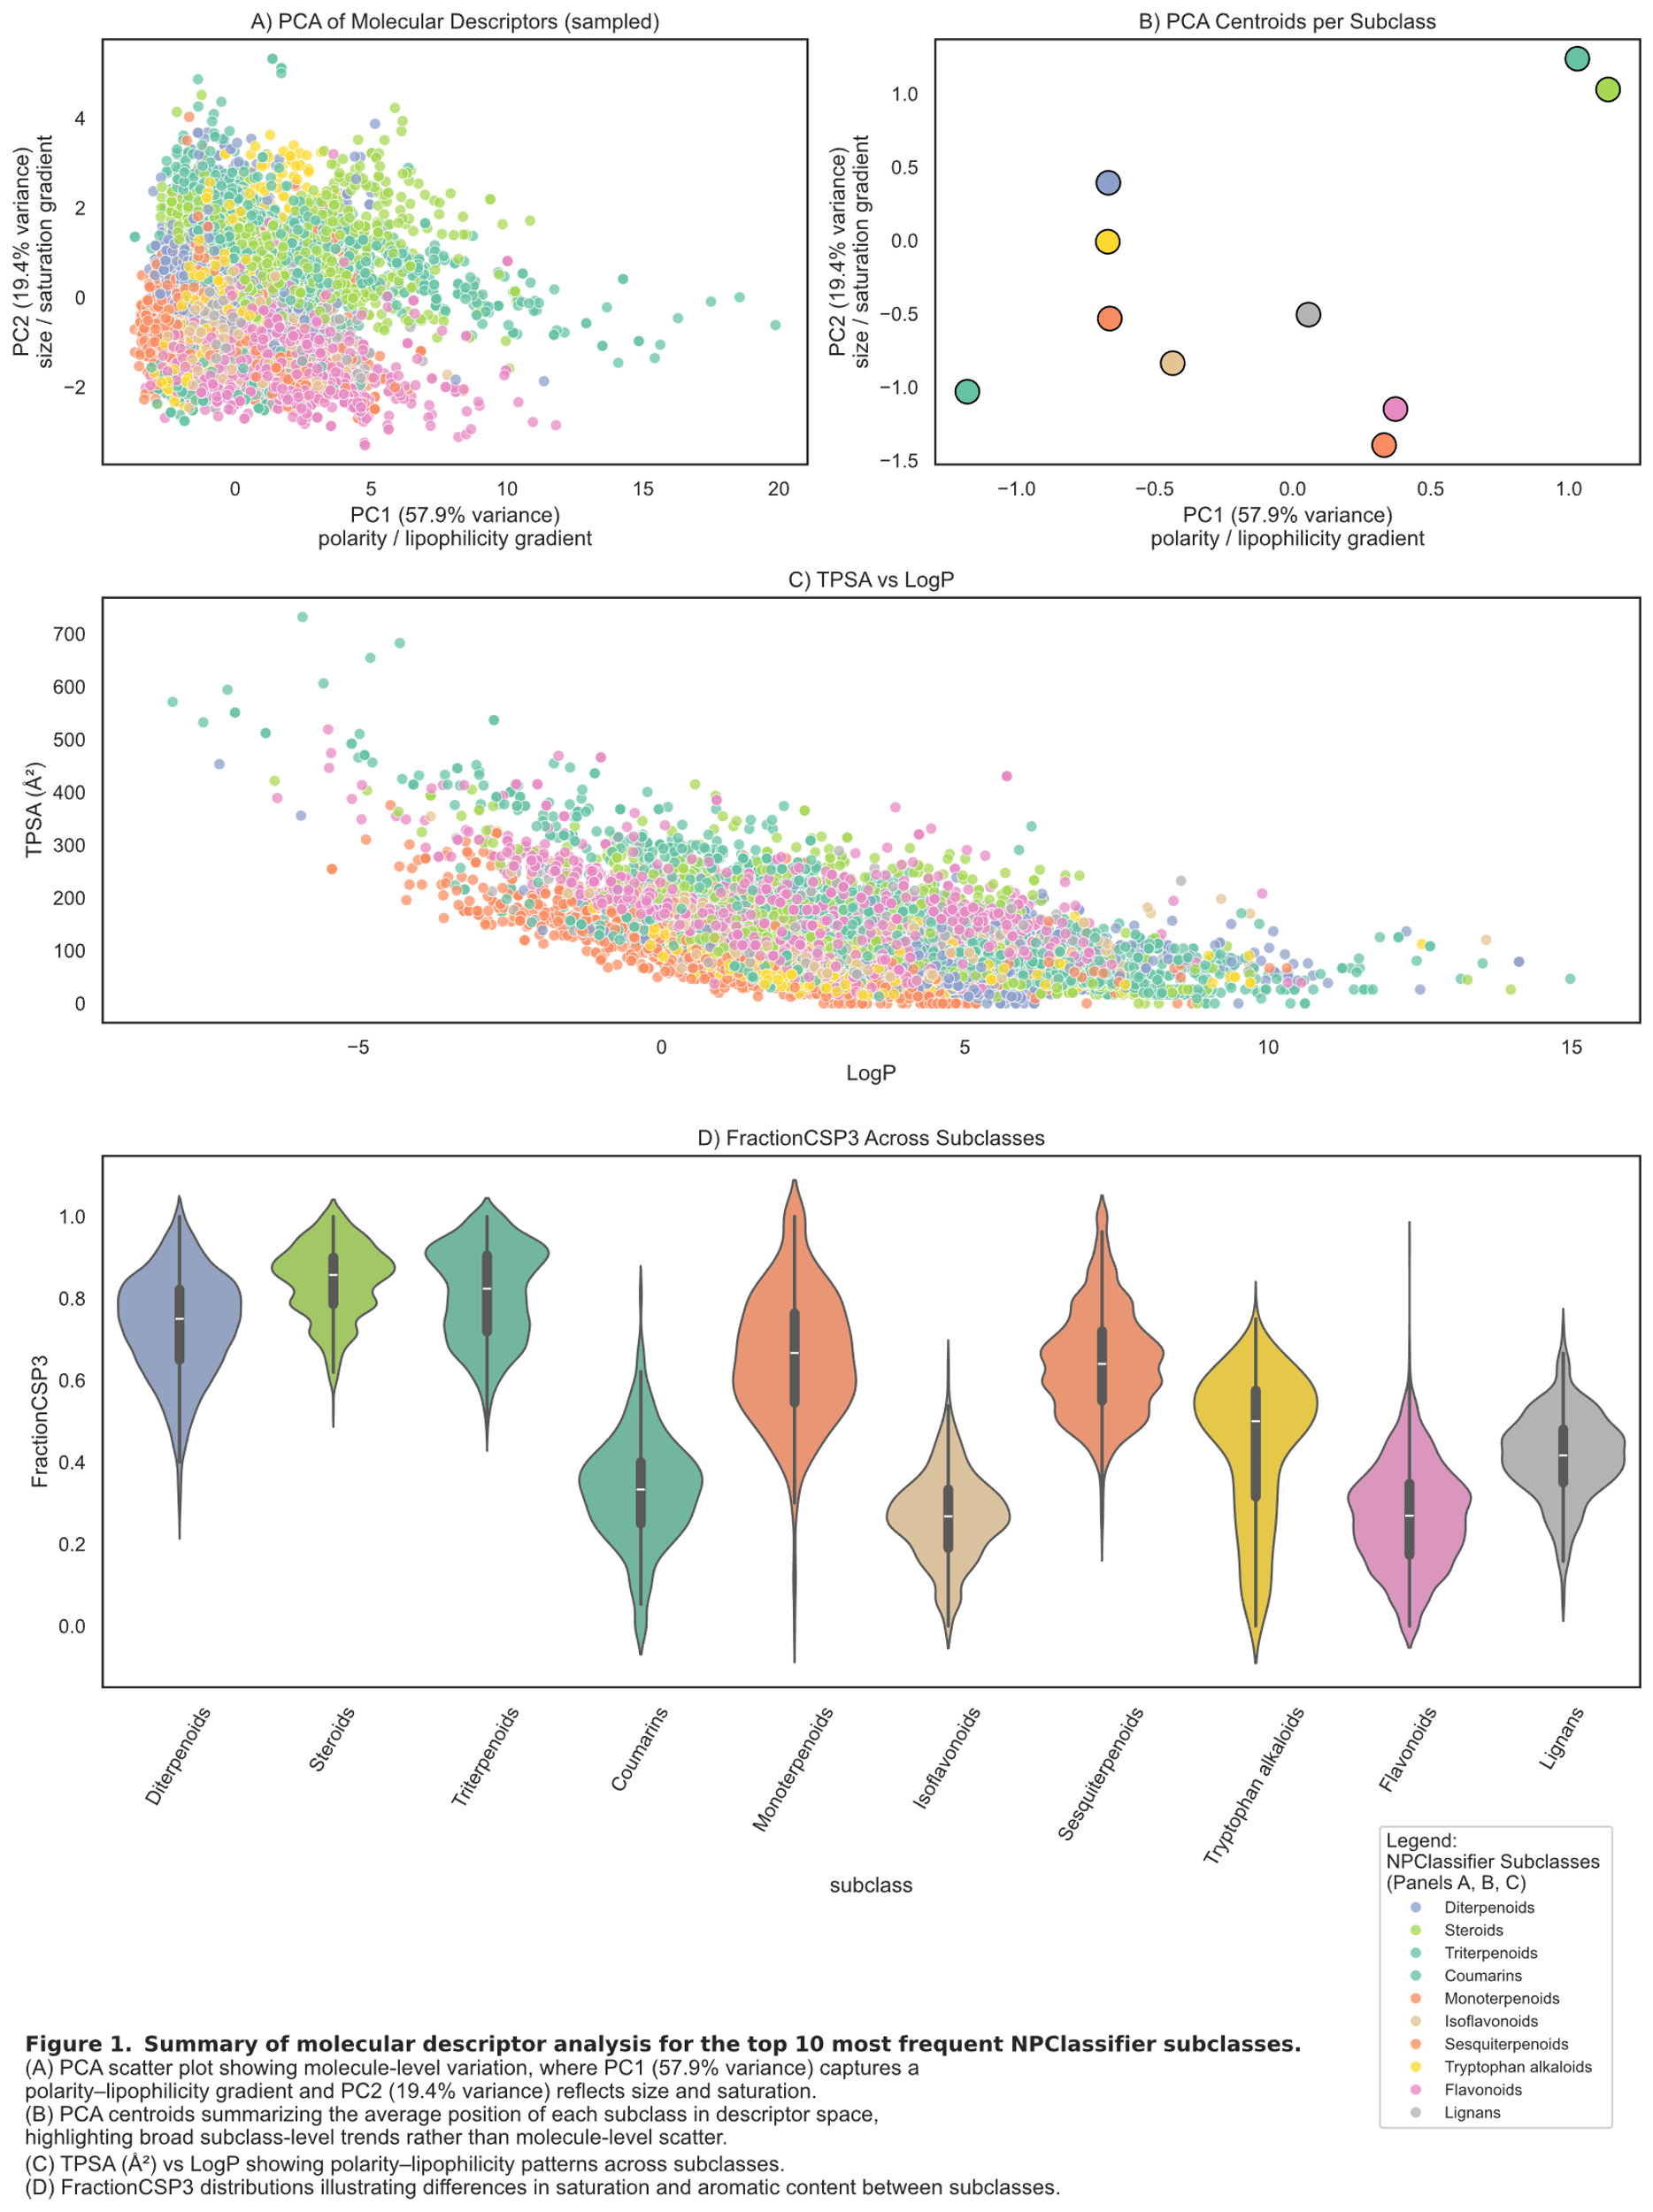 A) PCA of Molecular Descriptors (sampled)
PC2 (19.4% variance)
size / saturation gradient
4
2
0
−2
0
5
10
15
20
PC1 (57.9% variance)
polarity / lipophilicity gradient
B) PCA Centroids per Subclass
PC2 (19.4% variance)
size / saturation gradient
1.0
0.5
0.0
−0.5
−1.0
−1.5
−1.0
−0.5
0.0
0.5
1.0
PC1 (57.9% variance)
polarity / lipophilicity gradient
C) TPSA vs LogP
TPSA (Å²)
700
600
500
400
300
200
100
0
−5
0
5
10
15
LogP
D) FractionCSP3 Across Subclasses
FractionCSP3
1.0
0.8
0.6
0.4
0.2
0.0
Diterpenoids
Steroids
Triterpenoids
Coumarins
Monoterpenoids
Isoflavonoids
Sesquiterpenoids
Tryptophan alkaloids
Flavonoids
Lignans
subclass
Legend:
NPClassifier Subclasses
(Panels A, B, C)
Diterpenoids
Steroids
Triterpenoids
Coumarins
Monoterpenoids
Isoflavonoids
Sesquiterpenoids
Tryptophan alkaloids
Flavonoids
Lignans
Figure 1. Summary of molecular descriptor analysis for the top 10 most frequent NPClassifier subclasses.
(A) PCA scatter plot showing molecule-level variation, where PC1 (57.9% variance) captures a
polarity–lipophilicity gradient and PC2 (19.4% variance) reflects size and saturation.
(B) PCA centroids summarizing the average position of each subclass in descriptor space,
highlighting broad subclass-level trends rather than molecule-level scatter.
(C) TPSA (Å²) vs LogP showing polarity–lipophilicity patterns across subclasses.
(D) FractionCSP3 distributions illustrating differences in saturation and aromatic content between subclasses.